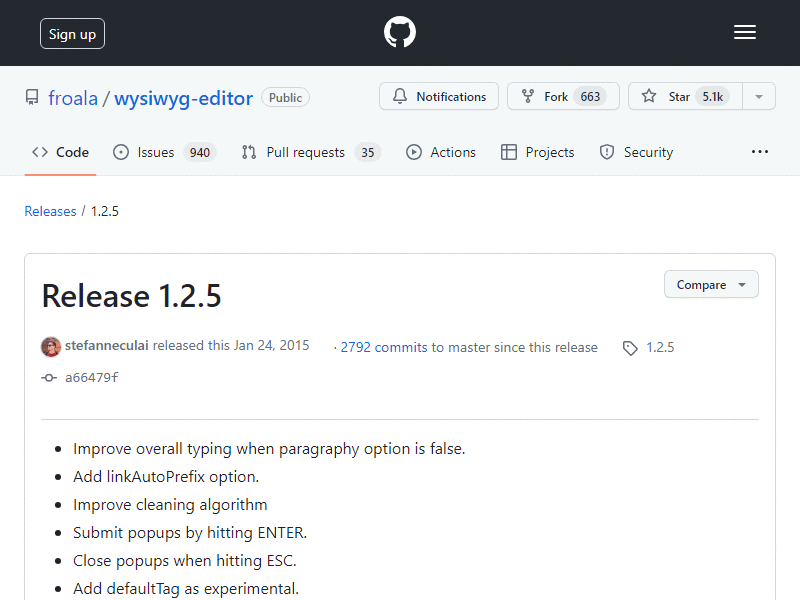 Sign up
froala / wysiwyg-editor Public
Notifications Fork 663 Star 5.1k
Code Issues 940 Pull requests 35 Actions Projects Security
Releases / 1.2.5
Release 1.2.5
Compare
stefanneculai released this Jan 24, 2015 · 2792 commits to master since this release 1.2.5
a66479f
Improve overall typing when paragraphy option is false.
Add linkAutoPrefix option.
Improve cleaning algorithm
Submit popups by hitting ENTER.
Close popups when hitting ESC.
Add defaultTag as experimental.